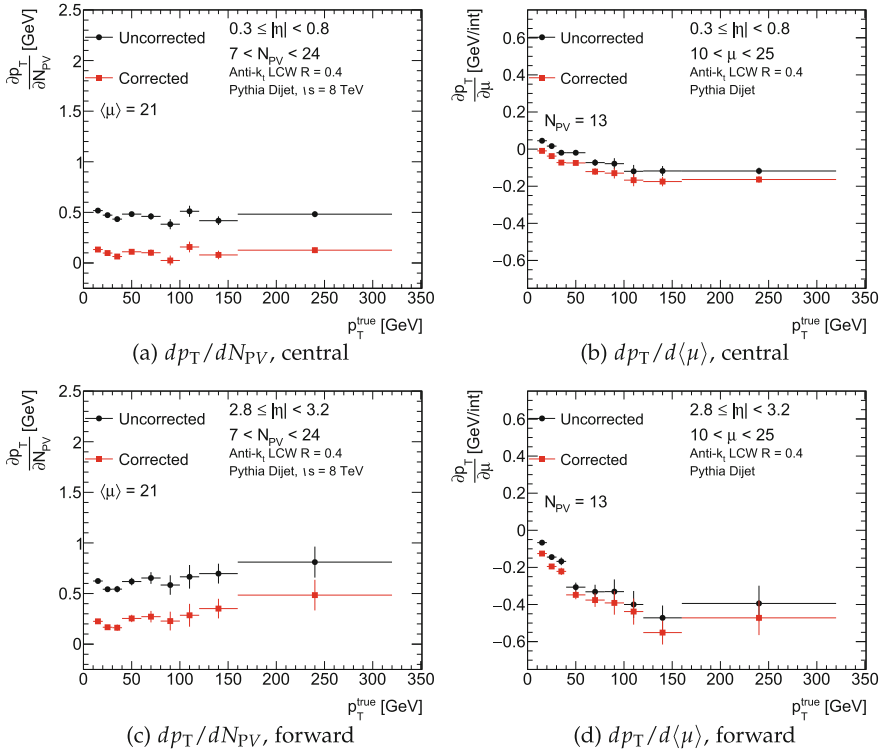 ∂p_T/∂N_PV [GeV]
2.5
2
1.5
1
0.5
0
Uncorrected
Corrected
⟨μ⟩ = 21
0.3 ≤ |η| < 0.8
7 < N_PV < 24
Anti-k_t LCW R = 0.4
Pythia Dijet, √s = 8 TeV
0 50 100 150 200 250 300 350
p_T^true [GeV]
(a) dp_T/dN_PV, central
∂p_T/∂μ [GeV/int]
0.6
0.4
0.2
0
−0.2
−0.4
−0.6
Uncorrected
Corrected
N_PV = 13
0.3 ≤ |η| < 0.8
10 < μ < 25
Anti-k_t LCW R = 0.4
Pythia Dijet
0 50 100 150 200 250 300 350
p_T^true [GeV]
(b) dp_T/d⟨μ⟩, central
∂p_T/∂N_PV [GeV]
2.5
2
1.5
1
0.5
0
Uncorrected
Corrected
⟨μ⟩ = 21
2.8 ≤ |η| < 3.2
7 < N_PV < 24
Anti-k_t LCW R = 0.4
Pythia Dijet, √s = 8 TeV
0 50 100 150 200 250 300 350
p_T^true [GeV]
(c) dp_T/dN_PV, forward
∂p_T/∂μ [GeV/int]
0.6
0.4
0.2
0
−0.2
−0.4
−0.6
Uncorrected
Corrected
N_PV = 13
2.8 ≤ |η| < 3.2
10 < μ < 25
Anti-k_t LCW R = 0.4
Pythia Dijet
0 50 100 150 200 250 300 350
p_T^true [GeV]
(d) dp_T/d⟨μ⟩, forward